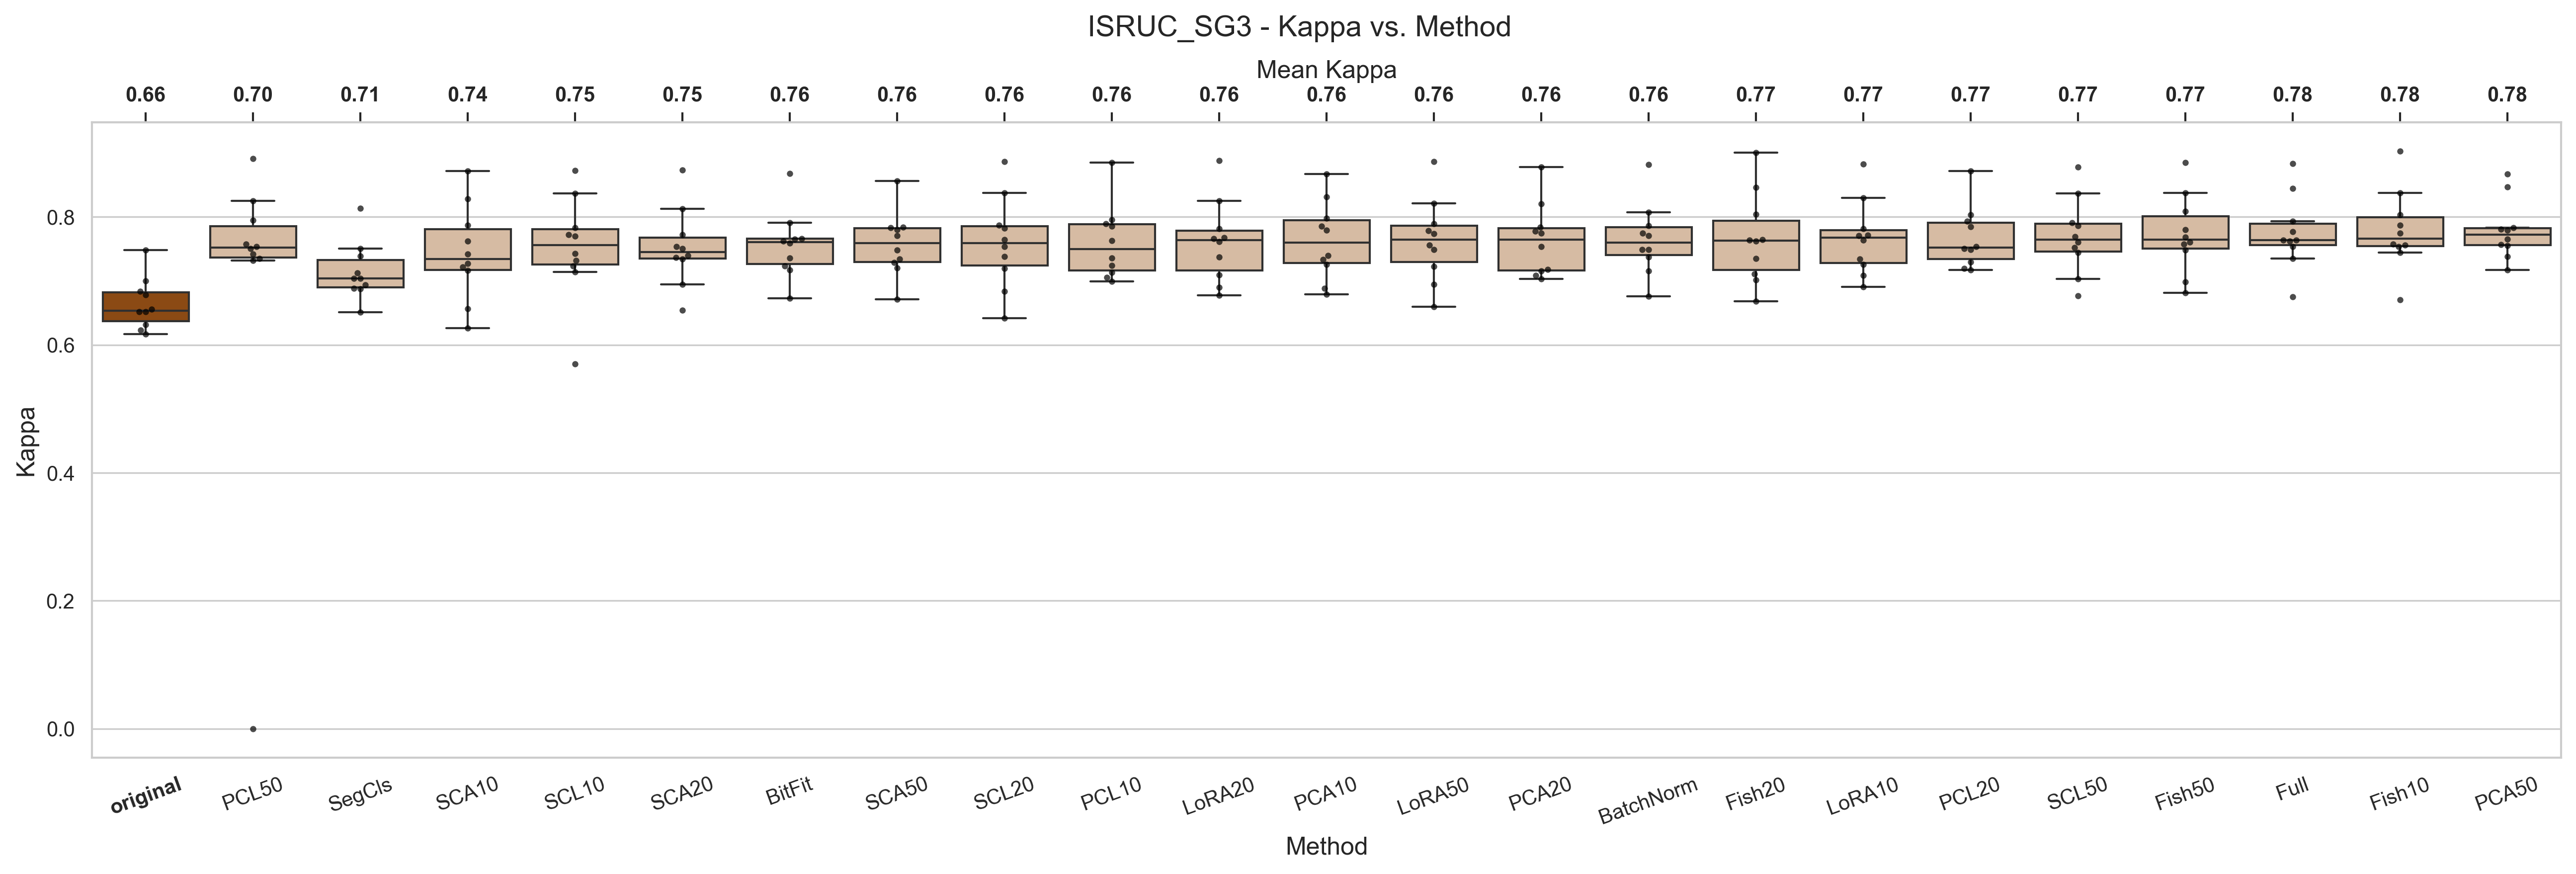 ISRUC_SG3 - Kappa vs. Method
Mean Kappa
0.66 0.70 0.71 0.74 0.75 0.75 0.76 0.76 0.76 0.76 0.76 0.76 0.76 0.76 0.76 0.77 0.77 0.77 0.77 0.77 0.78 0.78 0.78
0.8
0.6
0.4
0.2
0.0
Kappa
original PCL50 SegCls SCA10 SCL10 SCA20 BitFit SCA50 SCL20 PCL10 LoRA20 PCA10 LoRA50 PCA20 BatchNorm Fish20 LoRA10 PCL20 SCL50 Fish50 Full Fish10 PCA50
Method